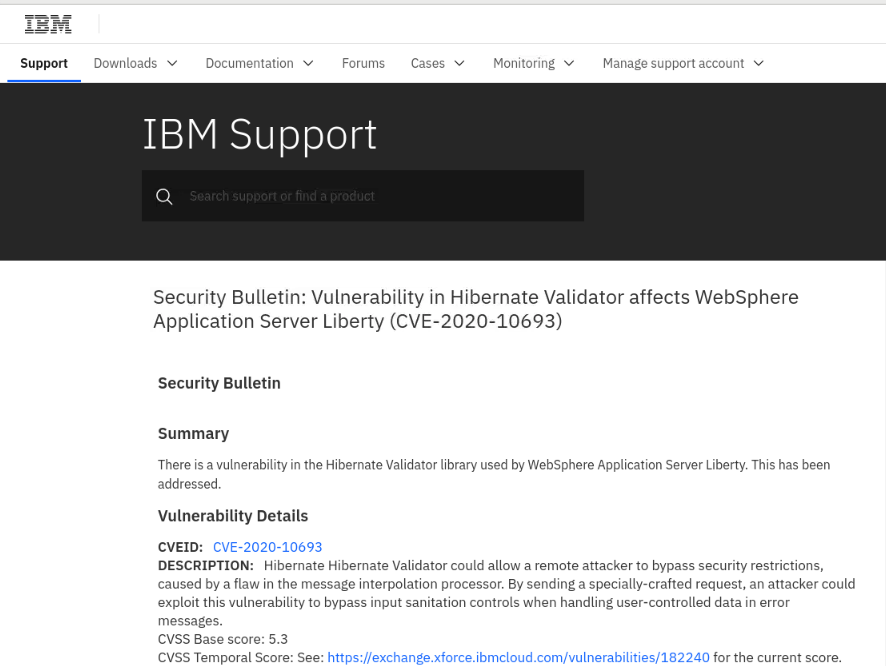 IBM
Support Downloads Documentation Forums Cases Monitoring Manage support account
IBM Support
Search support or find a product
Security Bulletin: Vulnerability in Hibernate Validator affects WebSphere
Application Server Liberty (CVE-2020-10693)
Security Bulletin
Summary
There is a vulnerability in the Hibernate Validator library used by WebSphere Application Server Liberty. This has been
addressed.
Vulnerability Details
CVEID: CVE-2020-10693
DESCRIPTION: Hibernate Hibernate Validator could allow a remote attacker to bypass security restrictions,
caused by a flaw in the message interpolation processor. By sending a specially-crafted request, an attacker could
exploit this vulnerability to bypass input sanitation controls when handling user-controlled data in error
messages.
CVSS Base score: 5.3
CVSS Temporal Score: See: https://exchange.xforce.ibmcloud.com/vulnerabilities/182240 for the current score.